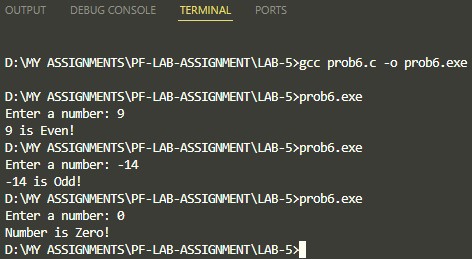 OUTPUT DEBUG CONSOLE TERMINAL PORTS
D:\MY ASSIGNMENTS\PF-LAB-ASSIGNMENT\LAB-5>gcc prob6.c -o prob6.exe
D:\MY ASSIGNMENTS\PF-LAB-ASSIGNMENT\LAB-5>prob6.exe
Enter a number: 9
9 is Even!
D:\MY ASSIGNMENTS\PF-LAB-ASSIGNMENT\LAB-5>prob6.exe
Enter a number: -14
-14 is Odd!
D:\MY ASSIGNMENTS\PF-LAB-ASSIGNMENT\LAB-5>prob6.exe
Enter a number: 0
Number is Zero!
D:\MY ASSIGNMENTS\PF-LAB-ASSIGNMENT\LAB-5>